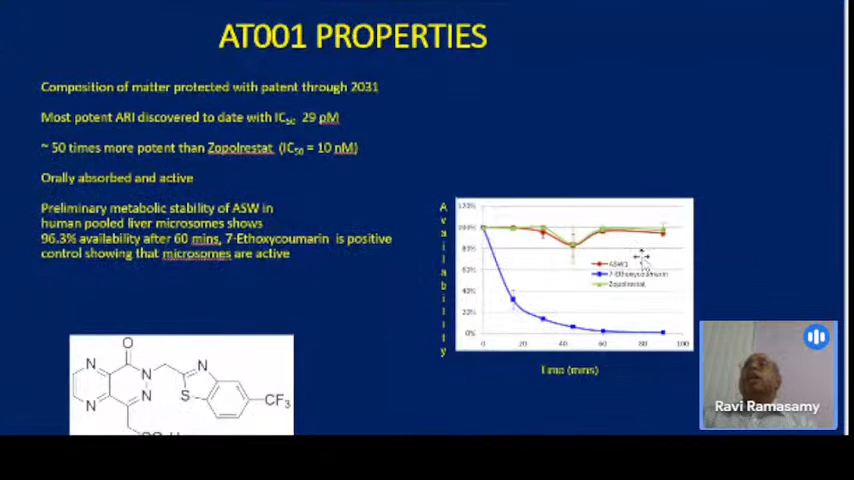 AT001 PROPERTIES
Composition of matter protected with patent through 2031
Most potent ARI discovered to date with IC50 29 pM
~ 50 times more potent than Zopolrestat (IC50 = 10 nM)
Orally absorbed and active
Preliminary metabolic stability of ASW in
human pooled liver microsomes shows
96.3% availability after 60 mins, 7-Ethoxycoumarin is positive
control showing that microsomes are active
Availability
120%
100%
80%
60%
40%
20%
0%
0 20 40 60 80 100
7-Ethoxycoumarin
Zopolrestat
Time (mins)
O
N
N
N
N
N
S
CF3
Ravi Ramasamy